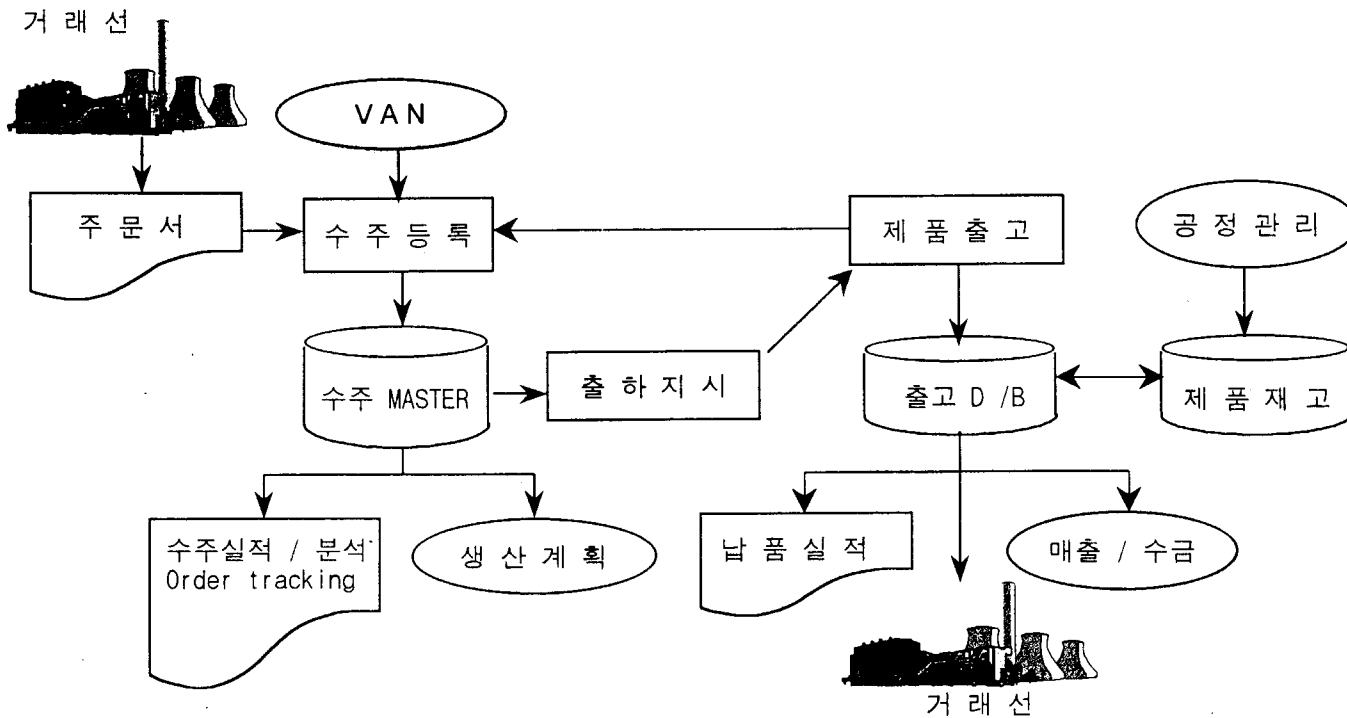 거 래 선
V A N
주 문 서
수 주 등 록
제 품 출 고
공 정 관 리
수주 MASTER
출 하 지 시
출고 D /B
제 품 재 고
수주실적 / 분석
Order tracking
생 산 계 획
납 품 실 적
매출 / 수금
거 래 선